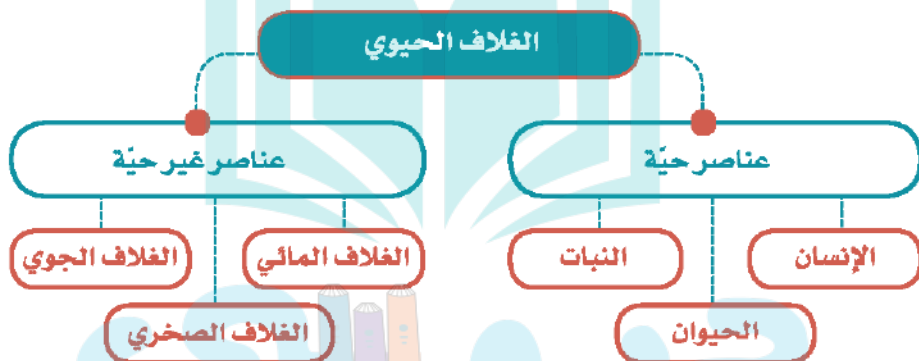 الغلاف الحيوي
عناصر حيّة
عناصر غير حيّة
الإنسان
النبات
الغلاف المائي
الغلاف الجوي
الحيوان
الغلاف الصخري